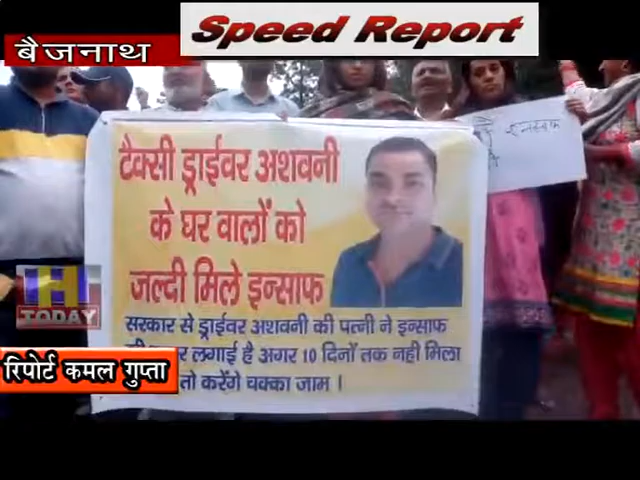 Speed Report
बैजनाथ
टैक्सी ड्राईवर अशवनी
के घर वालों को
जल्दी मिले इन्साफ
सरकार से ड्राईवर अशवनी की पत्नी ने इन्साफ
लगाई है अगर 10 दिनों तक नही मिला
तो करेंगे चक्का जाम ।
HI
TODAY
रिपोर्ट कमल गुप्ता